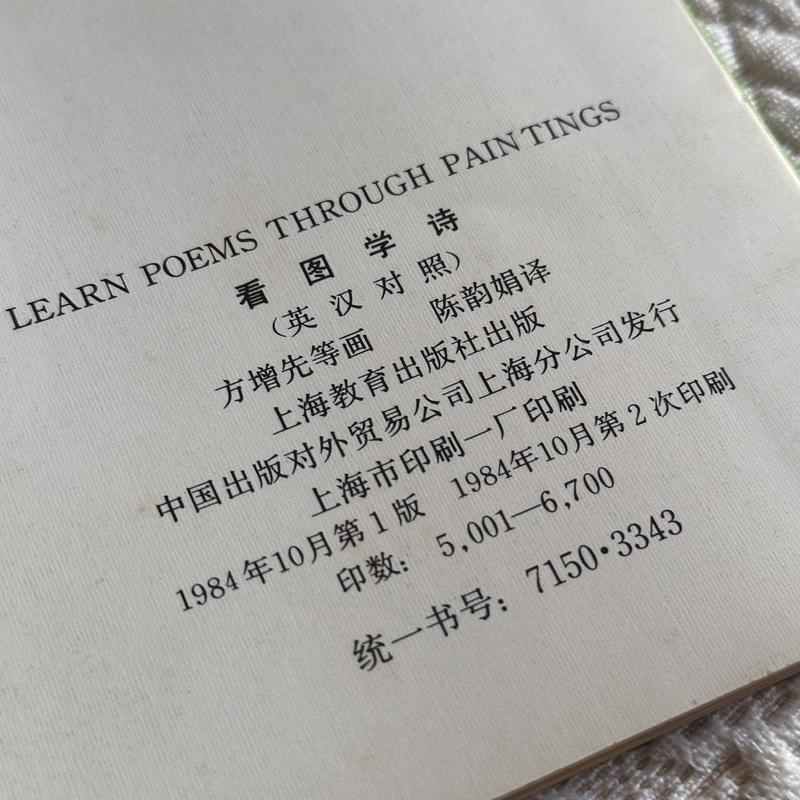 LEARN POEMS THROUGH PAINTINGS
看图学诗
（英汉对照）
方增先等画 陈韵娟译
上海教育出版社出版
中国出版对外贸易公司上海分公司发行
上海市印刷一厂印刷
1984年10月第1版 1984年10月第2次印刷
印数： 5,001—6,700
统一书号：7150·3343